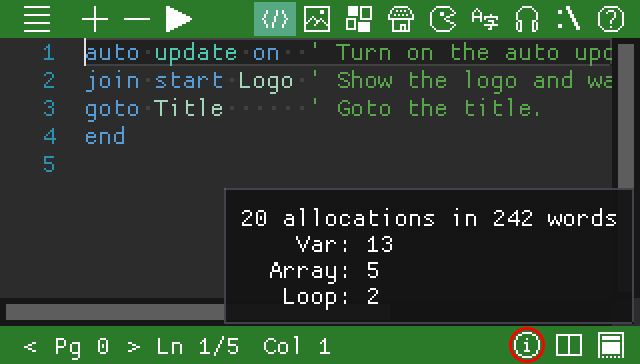 A字 :\ ?
1 auto update on ' Turn on the auto upd
2 join start Logo ' Show the logo and wa
3 goto Title ' Goto the title.
4 end
5
20 allocations in 242 words
Var: 13
Array: 5
Loop: 2
< Pg 0 > Ln 1/5 Col 1